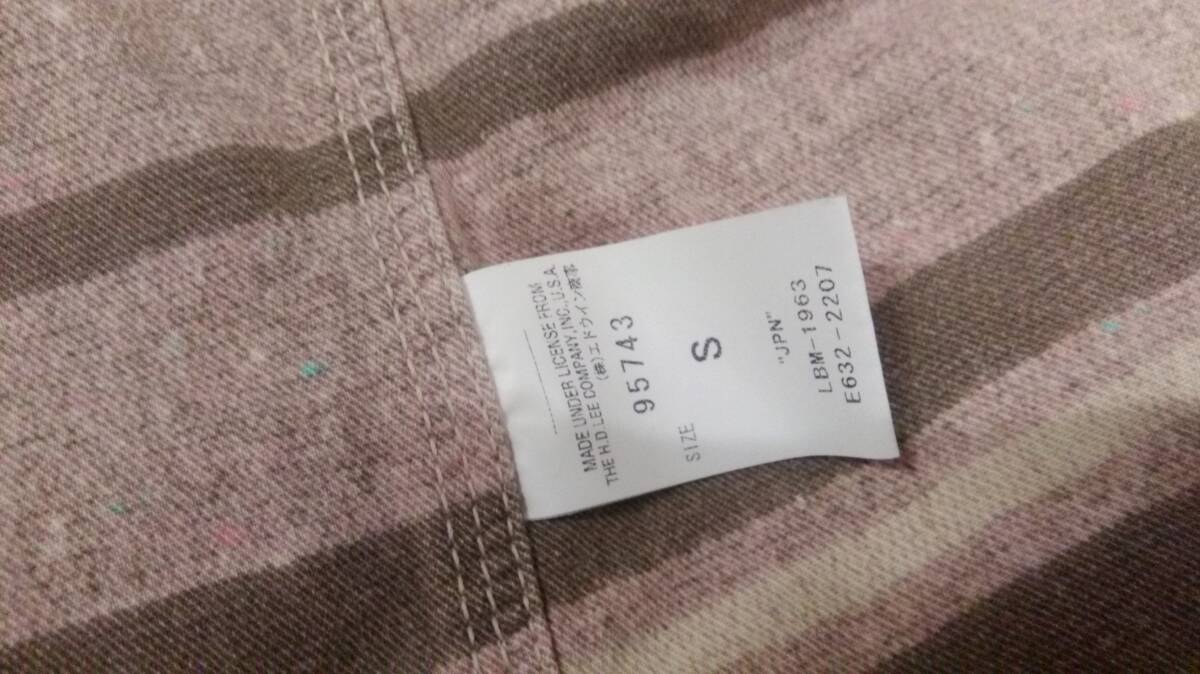 MADE UNDER LICENSE FROM
THE H.D.LEE COMPANY,INC.,U.S.A
(株)エドウイン商事
95743
SIZE S
"JPN"
LBM-1963
E632-2207